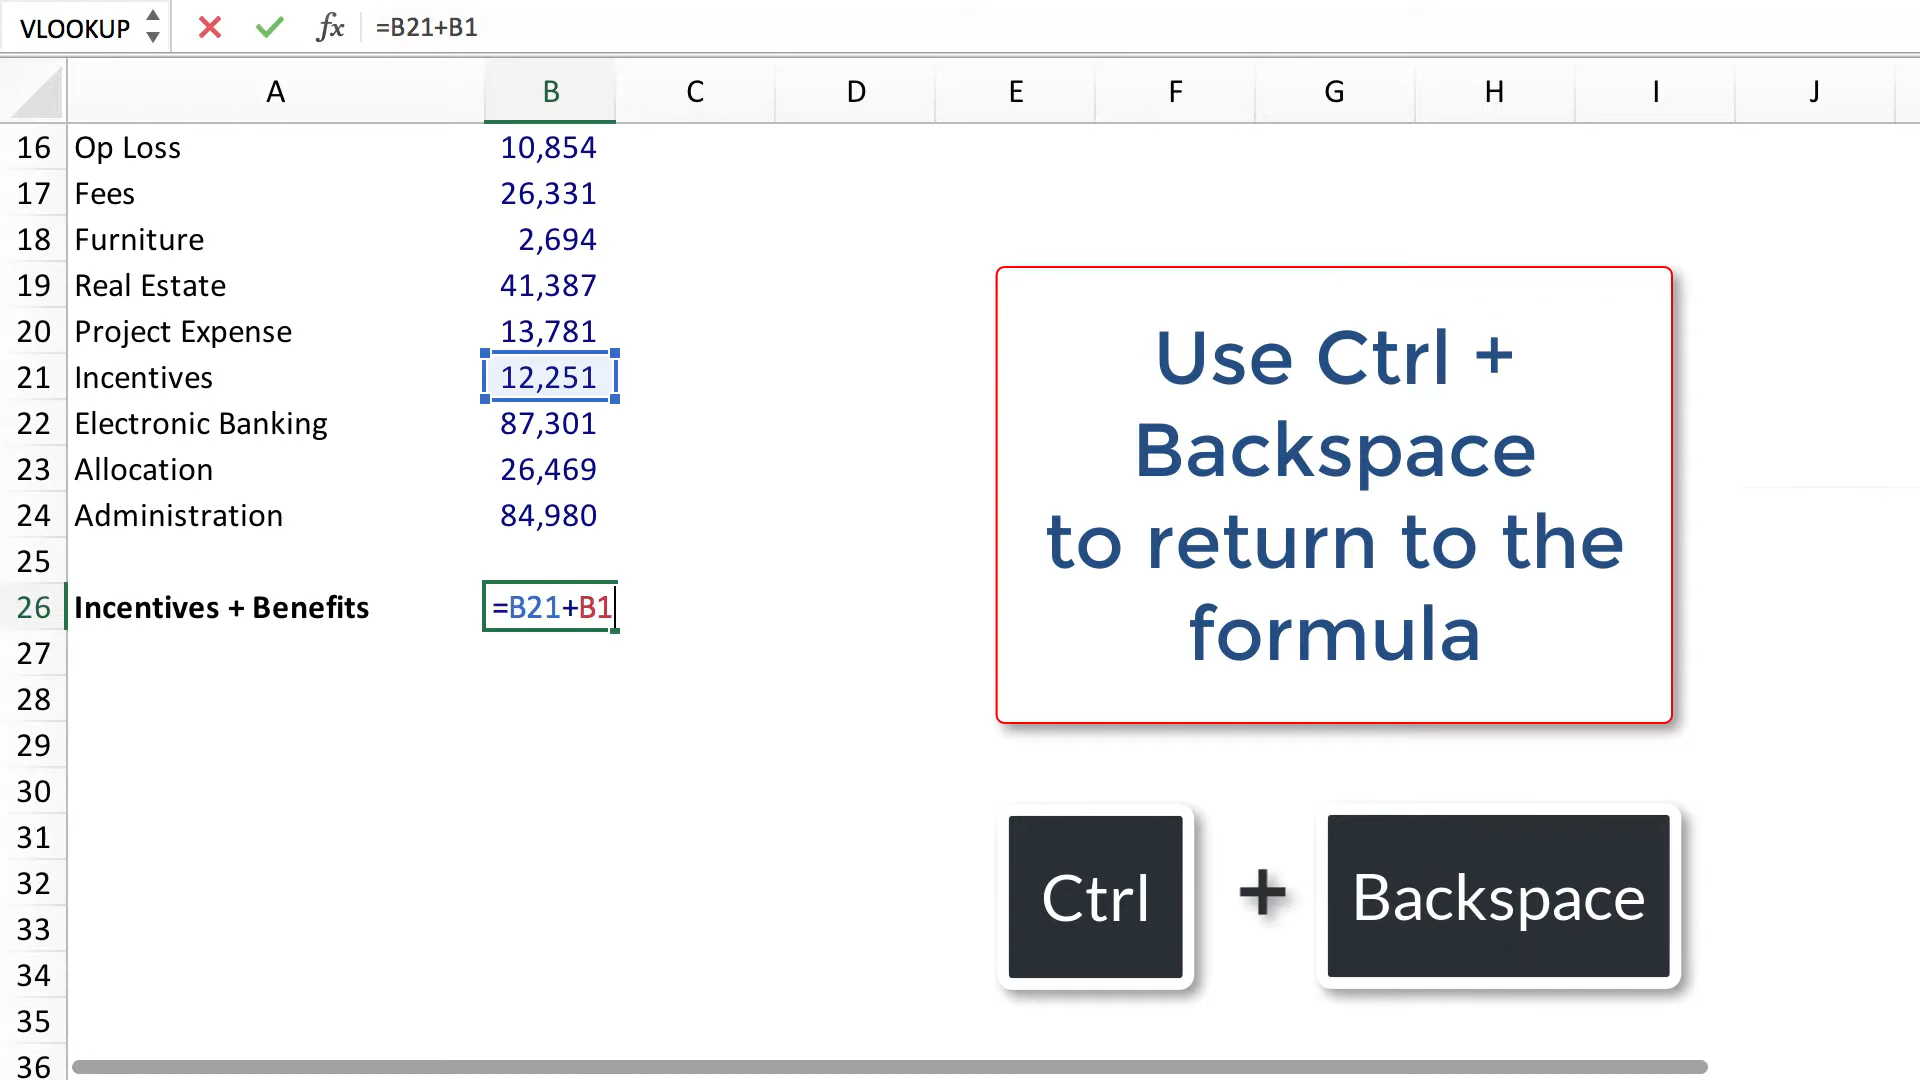 VLOOKUP fx =B21+B1
A B C D E F G H I J
16 Op Loss 10,854
17 Fees 26,331
18 Furniture 2,694
19 Real Estate 41,387
20 Project Expense 13,781
21 Incentives 12,251
22 Electronic Banking 87,301
23 Allocation 26,469
24 Administration 84,980
25
26 Incentives + Benefits =B21+B1
27
28
29
30
31
32
33
34
35
36
Use Ctrl +
Backspace
to return to the
formula
Ctrl + Backspace